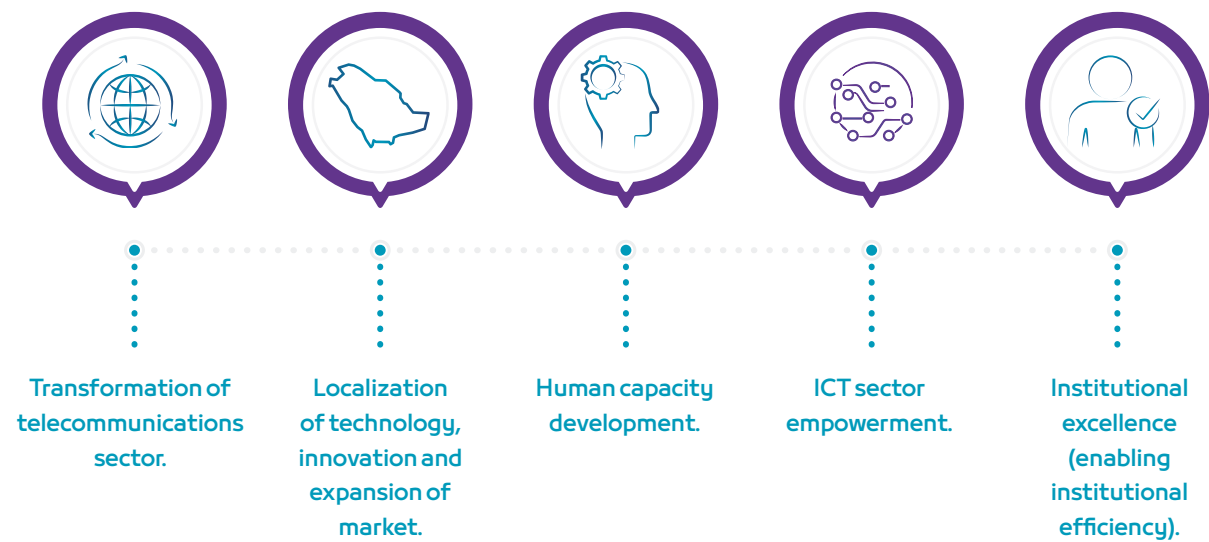 Transformation of
telecommunications
sector.
Localization
of technology,
innovation and
expansion of
market.
Human capacity
development.
ICT sector
empowerment.
Institutional
excellence
(enabling
institutional
efficiency).